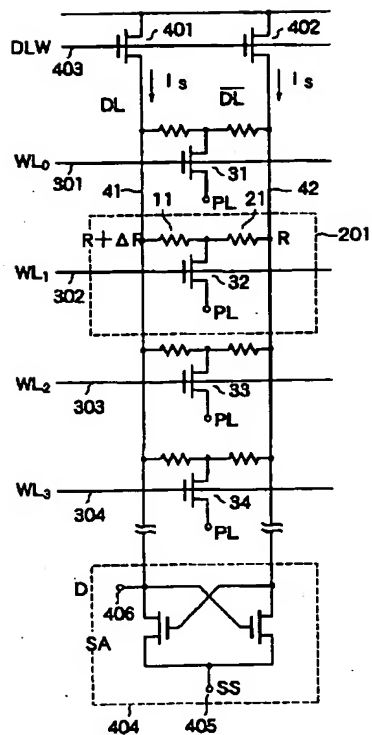 401
402
DLW
403
Is
Is
DL
D̅L̅
WL₀
301
31
41
42
PL
11
21
201
R+ΔR
R
WL₁
302
32
PL
WL₂
303
33
PL
WL₃
304
34
PL
D
406
SA
SS
404
405